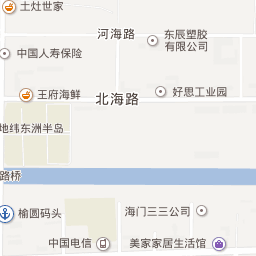 土灶世家
河海路
东辰塑胶
有限公司
中国人寿保险
王府海鲜
北海路
好思工业园
地纬东洲半岛
路桥
榆圆码头
海门三三公司
中国电信
美家家居生活馆